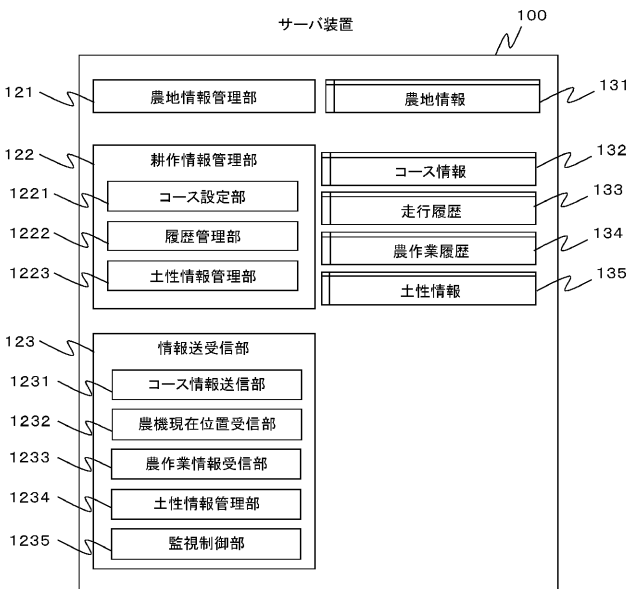 サーバ装置
100
121
農地情報管理部
農地情報
131
122
耕作情報管理部
コース情報
132
1221
コース設定部
走行履歴
133
1222
履歴管理部
農作業履歴
134
1223
土性情報管理部
土性情報
135
123
情報送受信部
1231
コース情報送信部
1232
農機現在位置受信部
1233
農作業情報受信部
1234
土性情報管理部
1235
監視制御部